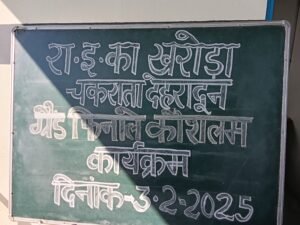 रा.इ.का खरोड़ा
चकराता देहरादून
ग्रैंड फिनाले कौशलम
कार्यक्रम
दिनांक-3.2-2025